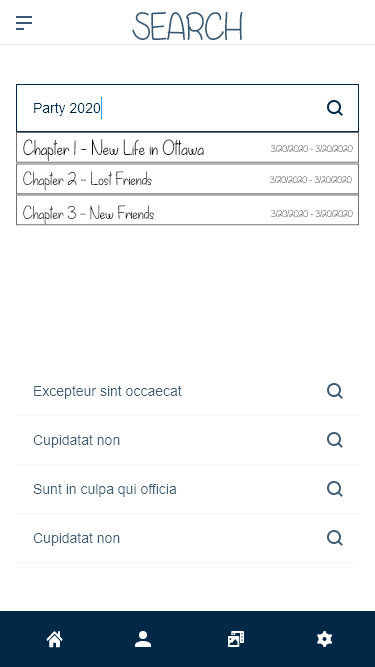 SEARCH
Party 2020
Chapter 1 - New Life in Ottawa 3/20/2020 - 3/20/2020
Chapter 2 - Lost Friends 3/20/2020 - 3/20/2020
Chapter 3 - New Friends 3/20/2020 - 3/20/2020
Excepteur sint occaecat
Cupidatat non
Sunt in culpa qui officia
Cupidatat non